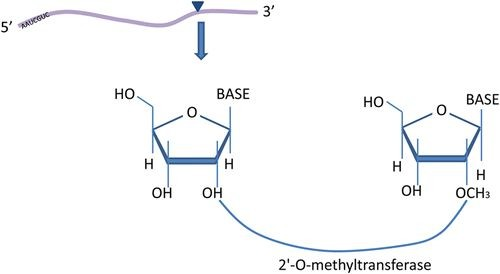 5’ AAUCGUC 3’
HO O BASE
H H
OH OH
HO O BASE
H H
OH OCH₃
2'-O-methyltransferase